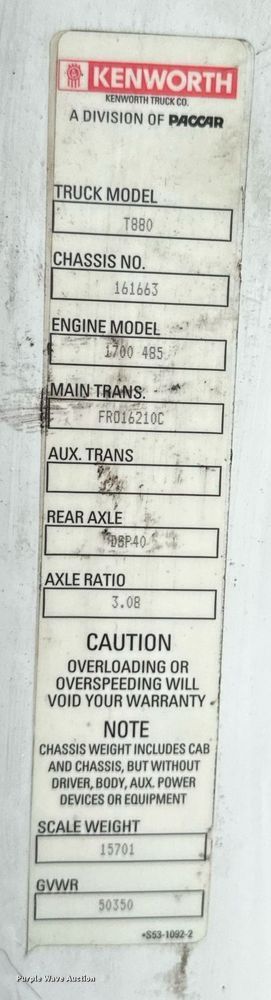 KENWORTH
KENWORTH TRUCK CO.
A DIVISION OF PACCAR
TRUCK MODEL
T880
CHASSIS NO.
161663
ENGINE MODEL
1700 485
MAIN TRANS.
FRO16210C
AUX. TRANS
REAR AXLE
DSP40
AXLE RATIO
3.08
CAUTION
OVERLOADING OR
OVERSPEEDING WILL
VOID YOUR WARRANTY
NOTE
CHASSIS WEIGHT INCLUDES CAB
AND CHASSIS, BUT WITHOUT
DRIVER, BODY, AUX. POWER
DEVICES OR EQUIPMENT
SCALE WEIGHT
15701
GVWR
50350
*S53-1092-2
Purple Wave Auction